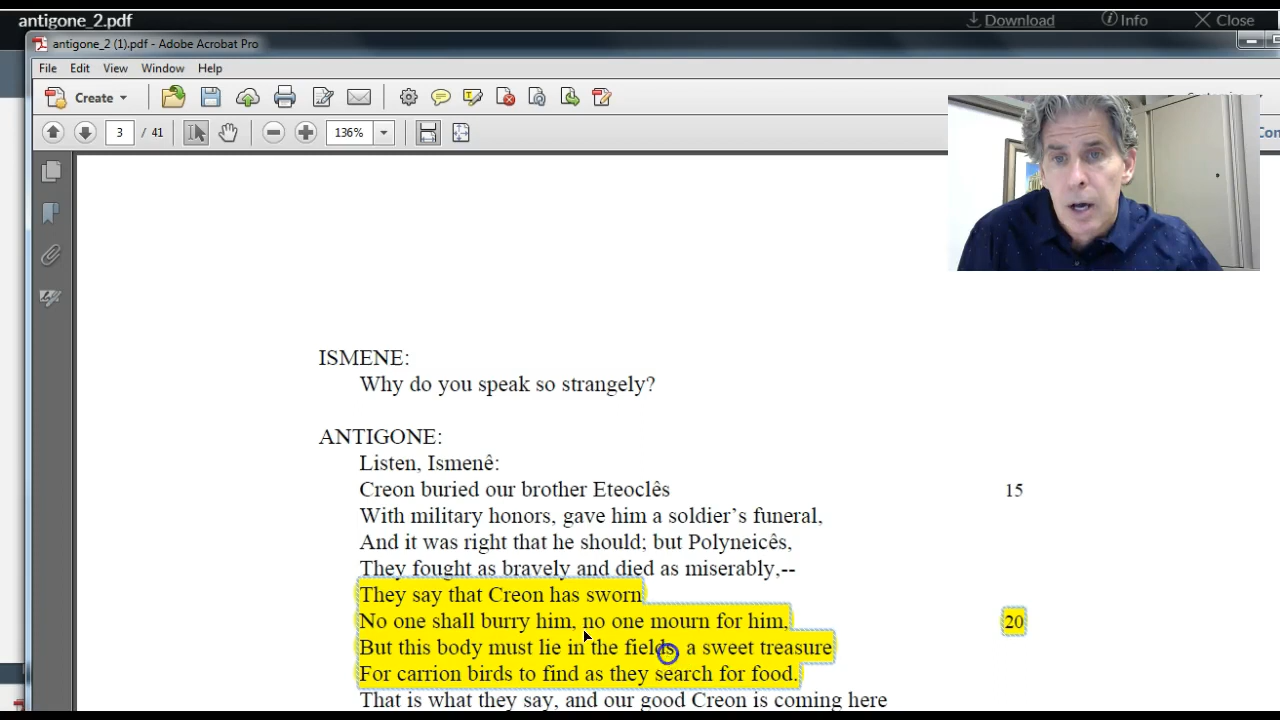 antigone_2.pdf
Download Info Close
antigone_2 (1).pdf - Adobe Acrobat Pro
File Edit View Window Help
Create
3 / 41 136%
ISMENE:
Why do you speak so strangely?
ANTIGONE:
Listen, Ismenê:
Creon buried our brother Eteoclês 15
With military honors, gave him a soldier’s funeral,
And it was right that he should; but Polyneicês,
They fought as bravely and died as miserably,--
They say that Creon has sworn
No one shall burry him, no one mourn for him, 20
But this body must lie in the fields, a sweet treasure
For carrion birds to find as they search for food.
That is what they say, and our good Creon is coming here